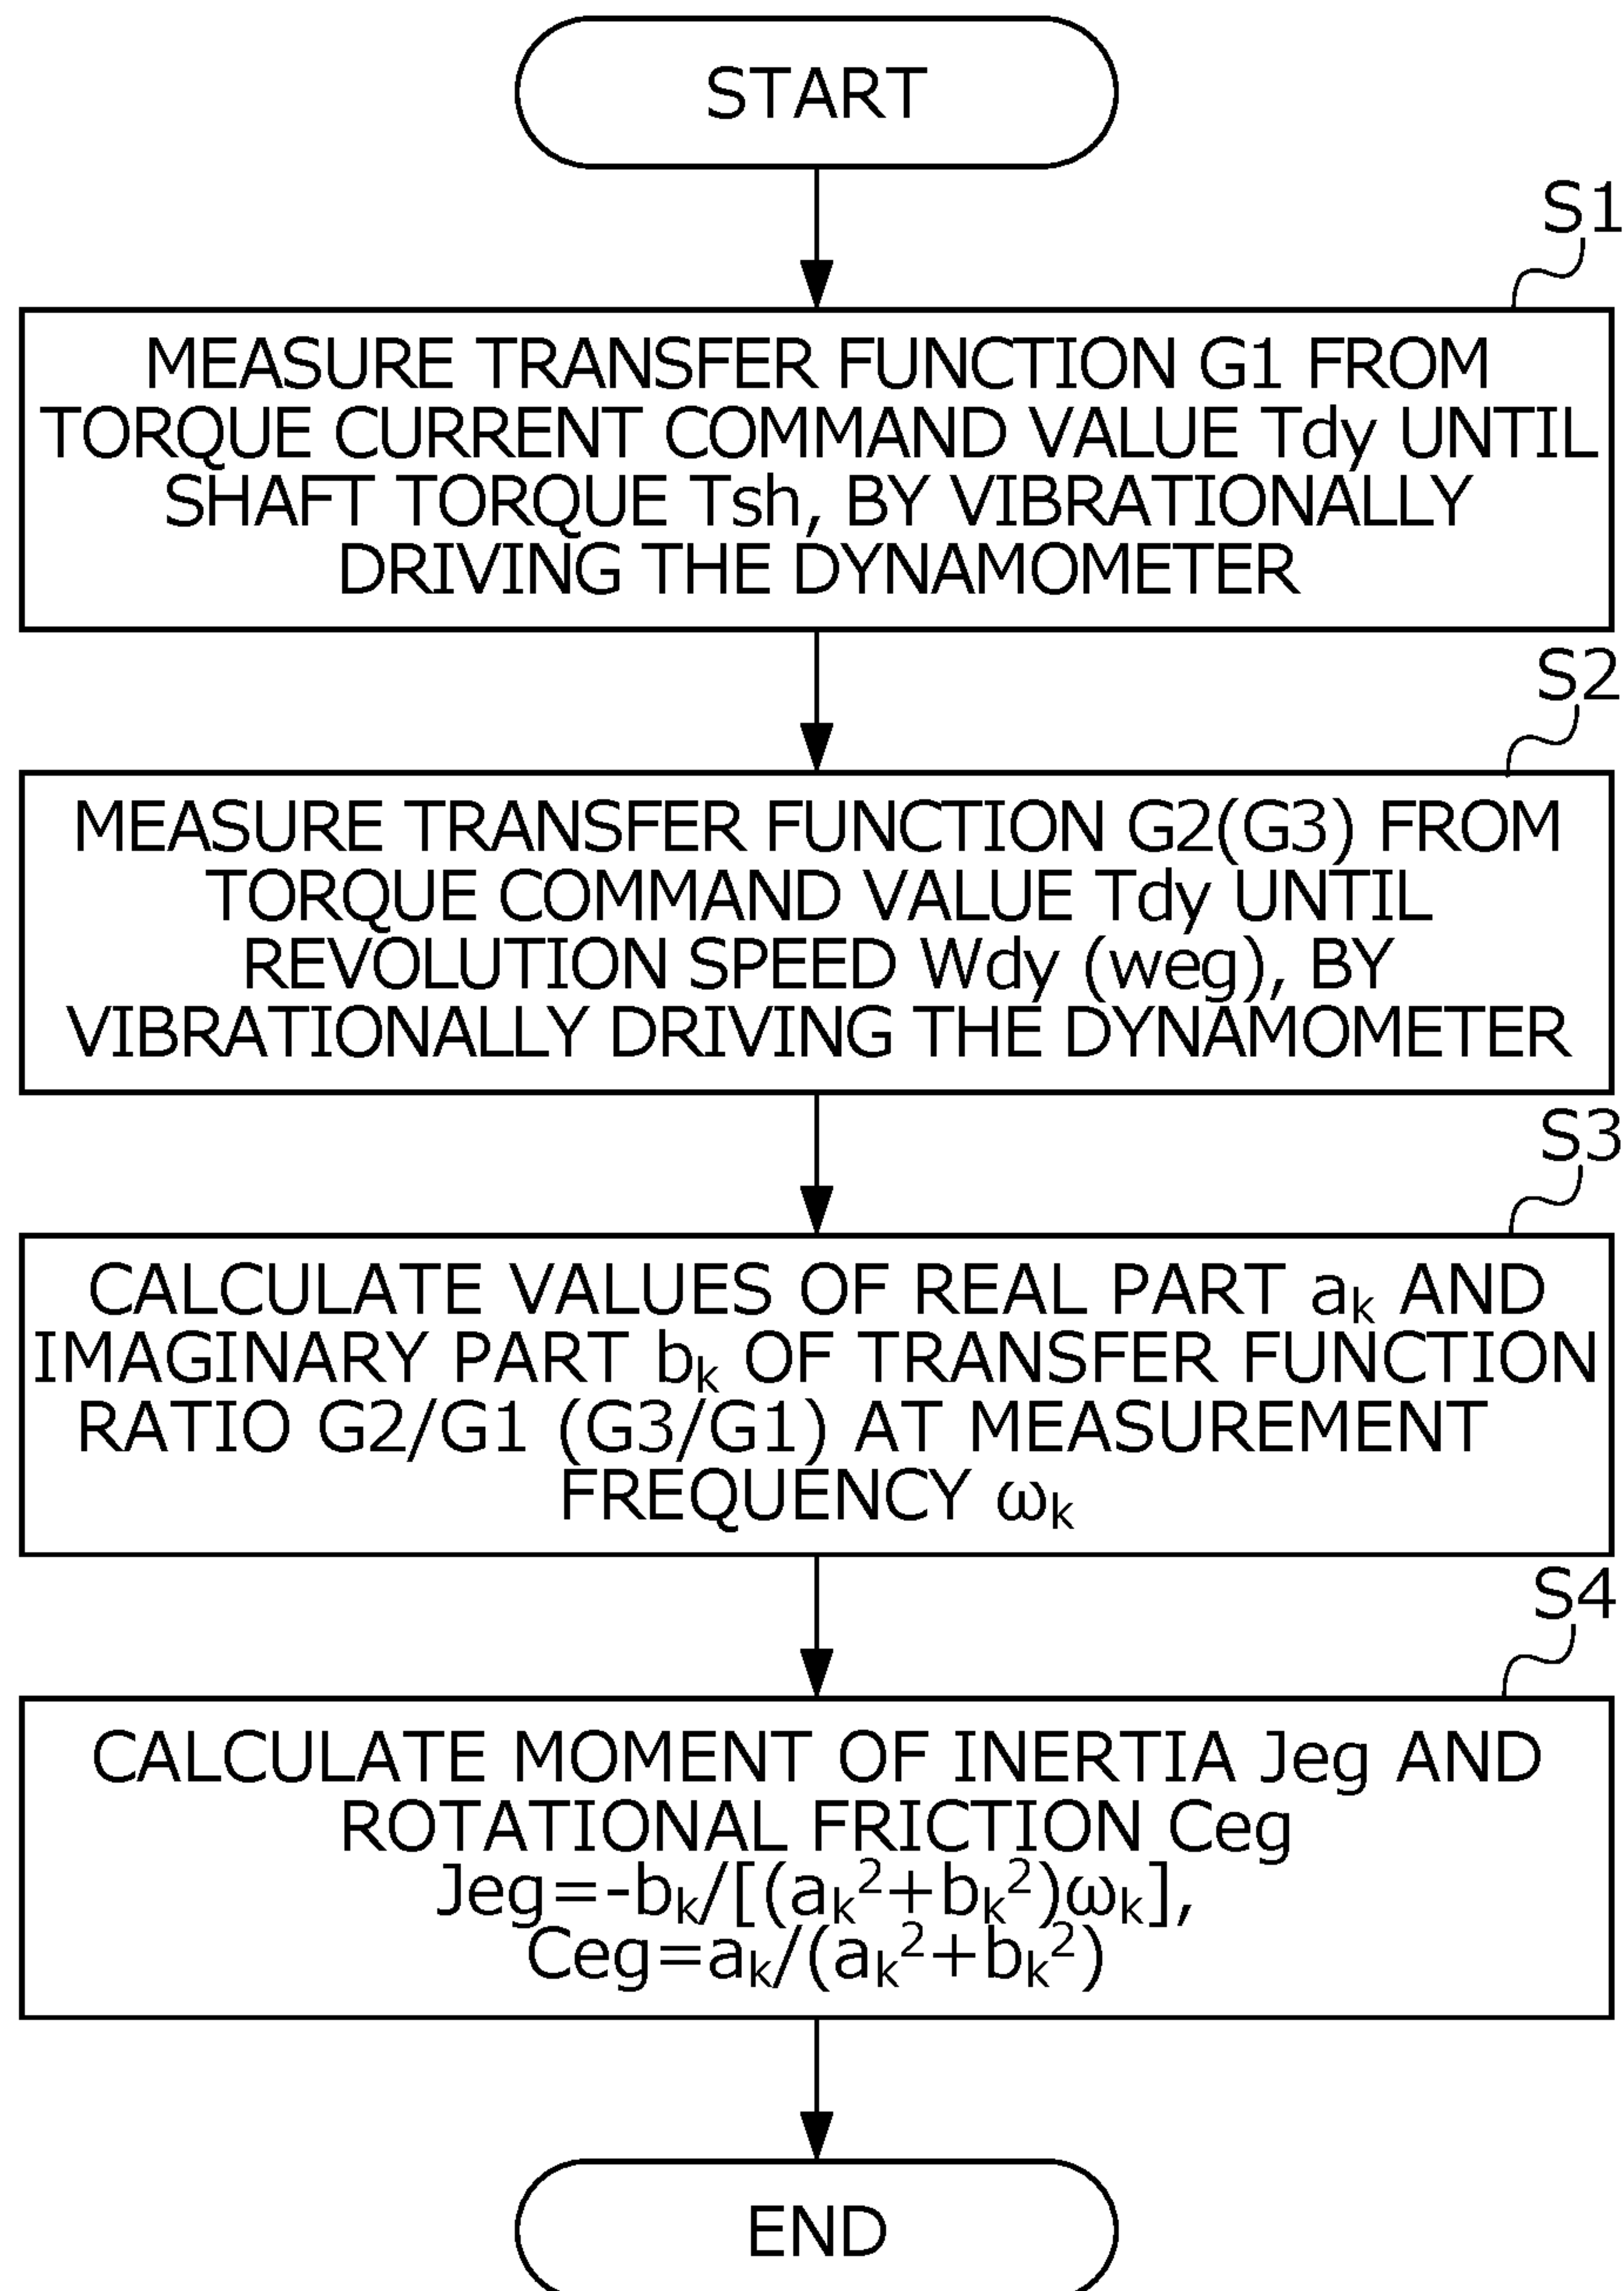 START
S1
MEASURE TRANSFER FUNCTION G1 FROM
TORQUE CURRENT COMMAND VALUE Tdy UNTIL
SHAFT TORQUE Tsh, BY VIBRATIONALLY
DRIVING THE DYNAMOMETER
S2
MEASURE TRANSFER FUNCTION G2(G3) FROM
TORQUE COMMAND VALUE Tdy UNTIL
REVOLUTION SPEED Wdy (weg), BY
VIBRATIONALLY DRIVING THE DYNAMOMETER
S3
CALCULATE VALUES OF REAL PART aₖ AND
IMAGINARY PART bₖ OF TRANSFER FUNCTION
RATIO G2/G1 (G3/G1) AT MEASUREMENT
FREQUENCY ωₖ
S4
CALCULATE MOMENT OF INERTIA Jeg AND
ROTATIONAL FRICTION Ceg
Jeg=-bₖ/[(aₖ²+bₖ²)ωₖ],
Ceg=aₖ/(aₖ²+bₖ²)
END